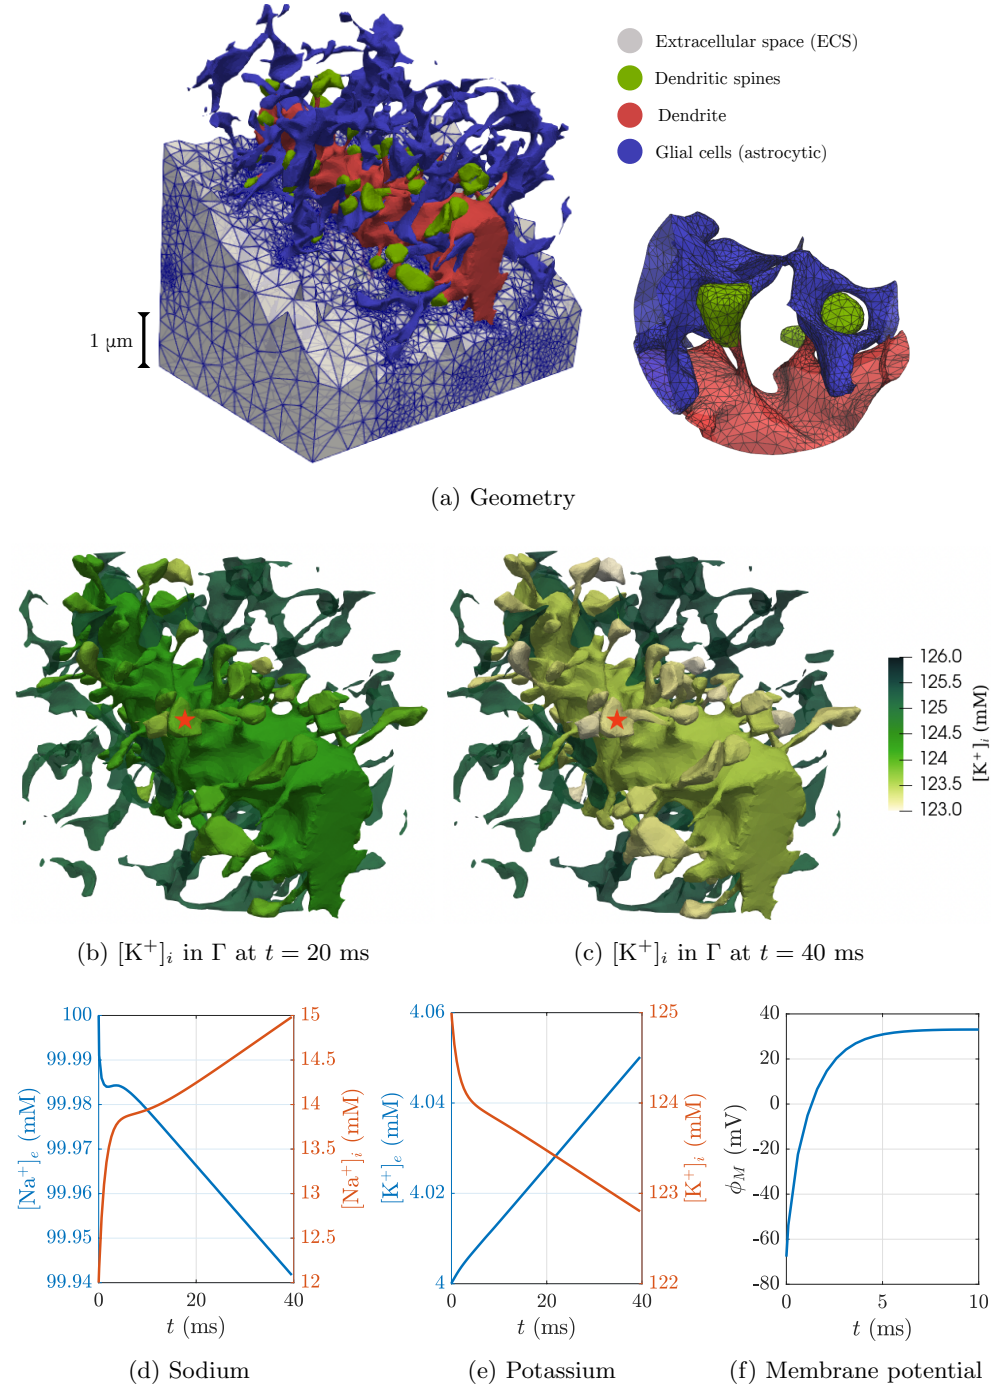 Extracellular space (ECS)
Dendritic spines
Dendrite
Glial cells (astrocytic)
1 μm
(a) Geometry
126.0
125.5
125.0
124.5
124.0
123.5
123.0
[K⁺]ᵢ (mM)
(b) [K⁺]ᵢ in Γ at t = 20 ms
(c) [K⁺]ᵢ in Γ at t = 40 ms
100
99.99
99.98
99.97
99.96
99.95
99.94
[Na⁺]ₑ (mM)
15
14.5
14
13.5
13
12.5
12
[Na⁺]ᵢ (mM)
0 20 40
t (ms)
(d) Sodium
4.06
4.04
4.02
4
[K⁺]ₑ (mM)
125
124
123
122
[K⁺]ᵢ (mM)
0 20 40
t (ms)
(e) Potassium
40
20
0
-20
-40
-60
-80
ϕ_M (mV)
0 5 10
t (ms)
(f) Membrane potential